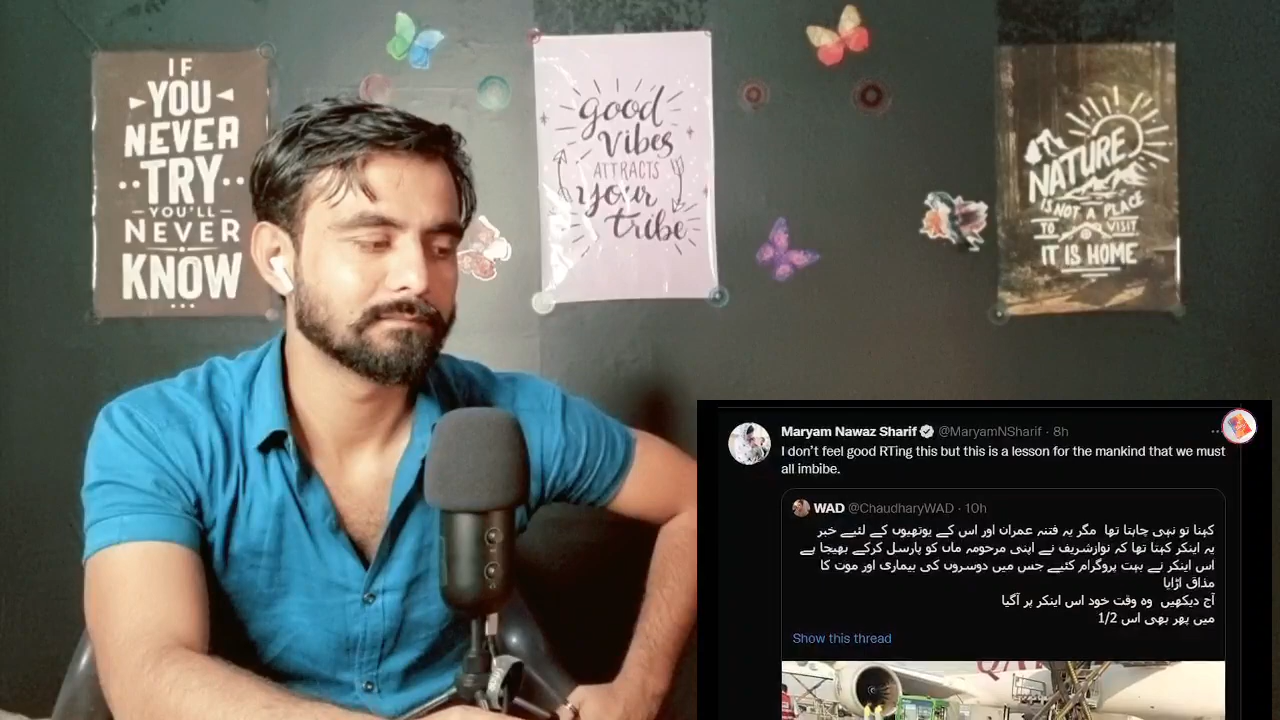 IF
YOU
NEVER
TRY
YOU'LL
NEVER
KNOW
good
vibes
ATTRACTS
your
tribe
NATURE
IS NOT A PLACE
TO VISIT
IT IS HOME
Maryam Nawaz Sharif @MaryamNSharif · 8h
I don't feel good RTing this but this is a lesson for the mankind that we must
all imbibe.
WAD @ChaudharyWAD · 10h
کہنا تو نہی چاہتا تھا مگر یہ فتنہ عمران اور اس کے یوتھیوں کے لئیے خبر
یہ اینکر کہتا تھا کہ نوازشریف نے اپنی مرحومہ ماں کو پارسل کرکے بھیجا ہے
اس اینکر نے بہت پروگرام کئیے جس میں دوسروں کی بیماری اور موت کا
مذاق اڑایا
آج دیکھیں وہ وقت خود اس اینکر پر آگیا
میں پھر بھی اس 1/2
Show this thread
QATAR